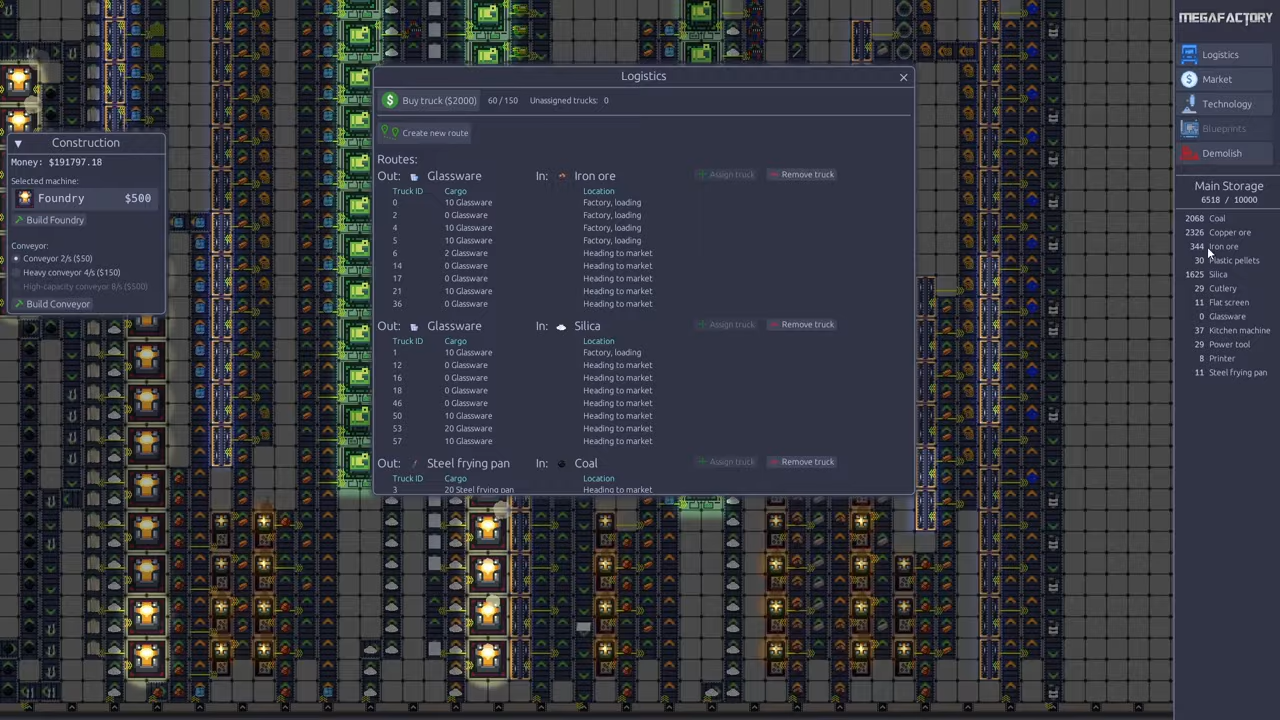 MEGAFACTORY
Logistics
Market
Technology
Blueprints
Demolish
Main Storage
6518 / 10000
2068 Coal
2326 Copper ore
344 Iron ore
30 Plastic pellets
1625 Silica
29 Cutlery
11 Flat screen
0 Glassware
37 Kitchen machine
29 Power tool
8 Printer
11 Steel frying pan
Construction
Money: $191797.18
Selected machine:
Foundry $500
Build Foundry
Conveyor:
Conveyor 2/s ($50)
Heavy conveyor 4/s ($150)
High-capacity conveyor 8/s ($500)
Build Conveyor
Logistics
Buy truck ($2000) 60 / 150 Unassigned trucks: 0
Create new route
Routes:
Out: Glassware In: Iron ore Assign truck Remove truck
Truck ID Cargo Location
0 10 Glassware Factory, loading
2 0 Glassware Factory, loading
4 10 Glassware Factory, loading
5 10 Glassware Factory, loading
6 2 Glassware Heading to market
14 0 Glassware Heading to market
17 0 Glassware Heading to market
21 10 Glassware Heading to market
36 0 Glassware Heading to market
Out: Glassware In: Silica Assign truck Remove truck
Truck ID Cargo Location
1 10 Glassware Factory, loading
12 0 Glassware Heading to market
16 0 Glassware Heading to market
18 0 Glassware Heading to market
46 0 Glassware Heading to market
50 10 Glassware Heading to market
53 20 Glassware Heading to market
57 10 Glassware Heading to market
Out: Steel frying pan In: Coal Assign truck Remove truck
Truck ID Cargo Location
3 20 Steel frying pan Heading to market